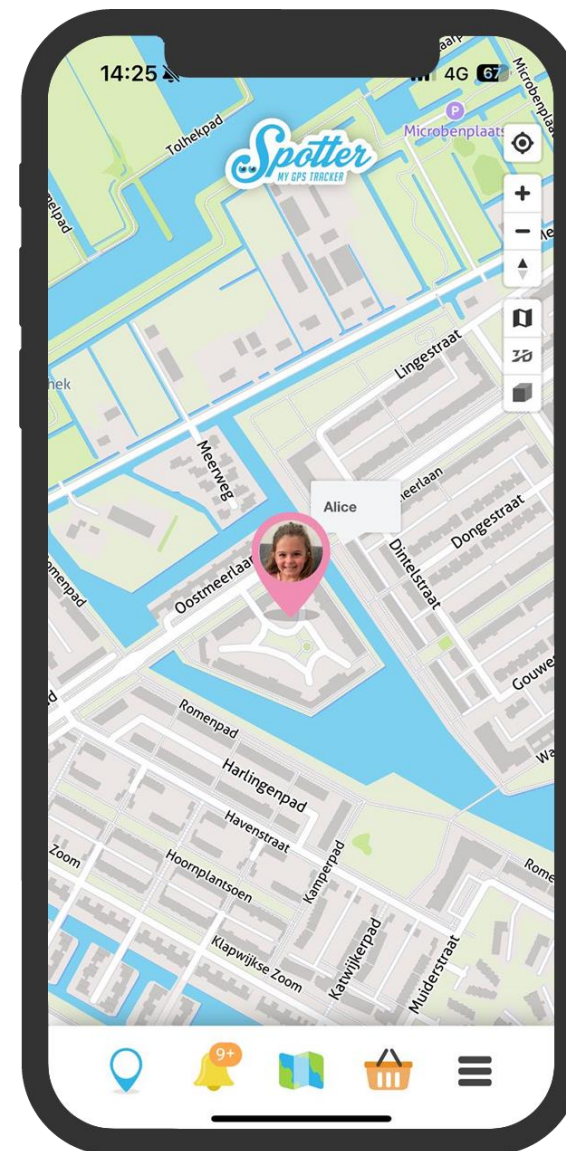 14:25
4G 67
Tolhekpad
Microbenplaats
Spotter
MY GPS TRACKER
3D
Lingestraat
Meerweg
Alice
Dongestraat
Dintelstraat
Oostmeerlaan
Romenpad
Harlingenpad
Havenstraat
Hoornplantsoen
Kamperpad
Klapwijkse Zoom
Katwijkerpad
Muiderstraat
9+